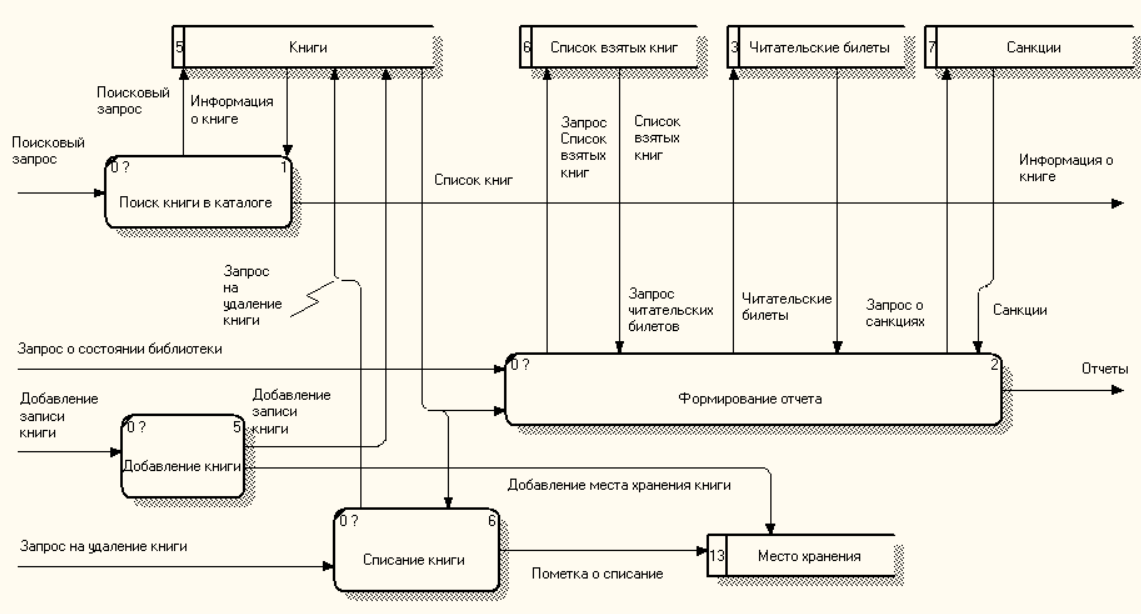 5
Книги
6
Список взятых книг
3
Читательские билеты
7
Санкции
Поисковый
запрос
Информация
о книге
Поисковый
запрос
0 ?
1
Поиск книги в каталоге
Список книг
Запрос
Список
взятых
книг
Список
взятых
книг
Информация о
книге
Запрос
на
удаление
книги
Запрос
читательских
билетов
Читательские
билеты
Запрос о
санкциях
Санкции
Запрос о состоянии библиотеки
0 ?
2
Формирование отчета
Отчеты
Добавление
записи
книги
Добавление
записи
книги
0 ?
5
Добавление книги
Добавление места хранения книги
Запрос на удаление книги
0 ?
6
Списание книги
Пометка о списание
13
Место хранения